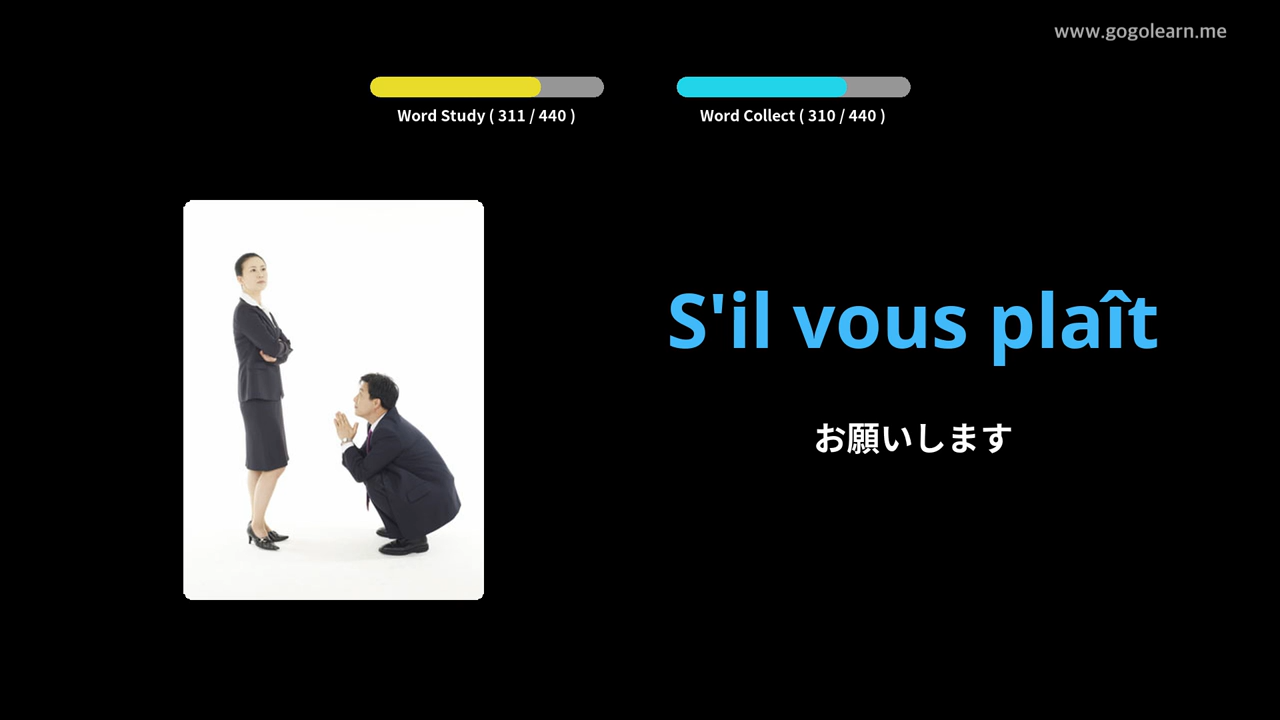 www.gogolearn.me
Word Study ( 311 / 440 )
Word Collect ( 310 / 440 )
S'il vous plaît
お願いします